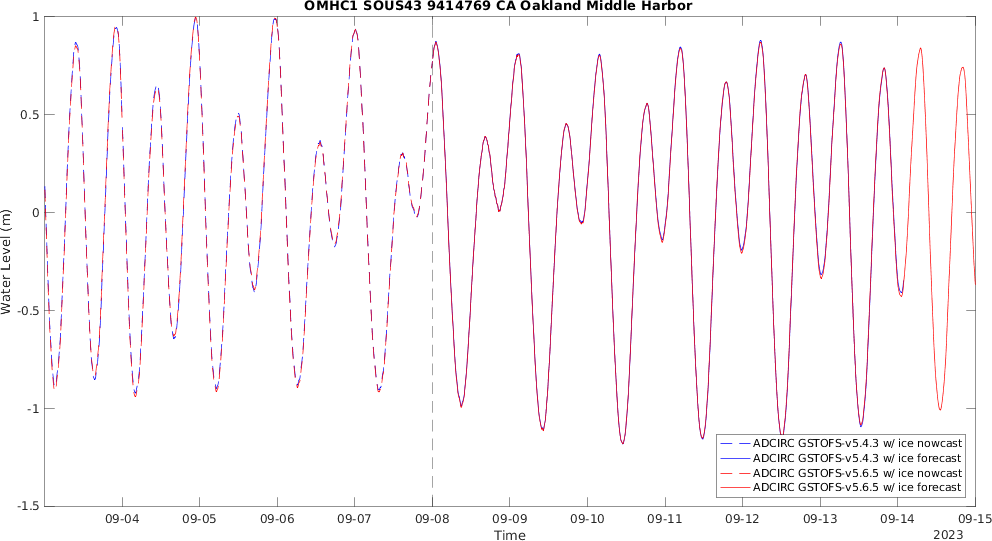 OMHC1 SOUS43 9414769 CA Oakland Middle Harbor
1
0.5
0
-0.5
-1
-1.5
Water Level (m)
ADCIRC GSTOFS-v5.4.3 w/ ice nowcast
ADCIRC GSTOFS-v5.4.3 w/ ice forecast
ADCIRC GSTOFS-v5.6.5 w/ ice nowcast
ADCIRC GSTOFS-v5.6.5 w/ ice forecast
09-04 09-05 09-06 09-07 09-08 09-09 09-10 09-11 09-12 09-13 09-14 09-15
Time
2023